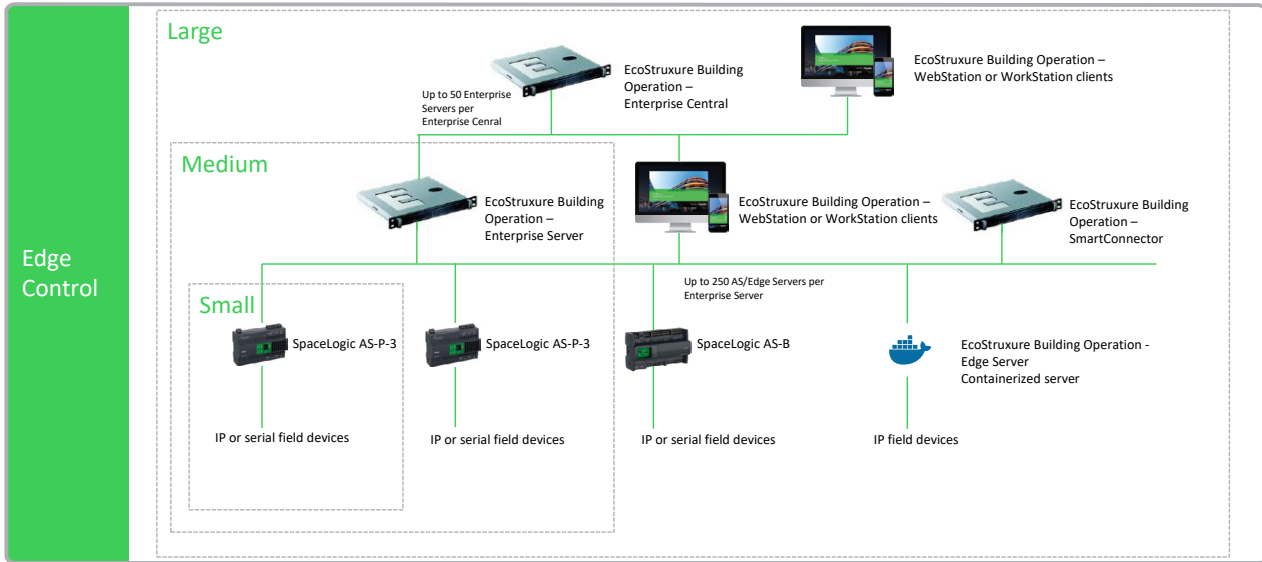 Large
EcoStruxure Building
Operation –
Enterprise Central
EcoStruxure Building Operation –
WebStation or WorkStation clients
Up to 50 Enterprise
Servers per
Enterprise Cenral
Medium
EcoStruxure Building
Operation –
Enterprise Server
EcoStruxure Building Operation –
WebStation or WorkStation clients
EcoStruxure Building
Operation –
SmartConnector
Edge
Control
Up to 250 AS/Edge Servers per
Enterprise Server
Small
SpaceLogic AS-P-3
SpaceLogic AS-P-3
SpaceLogic AS-B
EcoStruxure Building Operation -
Edge Server
Containerized server
IP or serial field devices
IP or serial field devices
IP or serial field devices
IP field devices